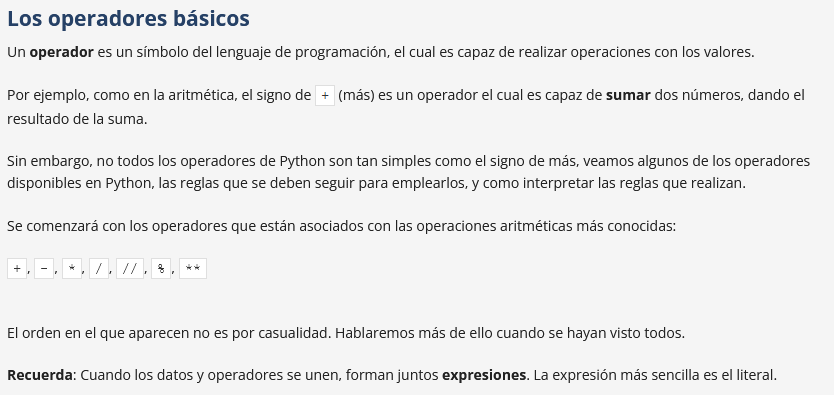 Los operadores básicos
Un operador es un símbolo del lenguaje de programación, el cual es capaz de realizar operaciones con los valores.
Por ejemplo, como en la aritmética, el signo de + (más) es un operador el cual es capaz de sumar dos números, dando el
resultado de la suma.
Sin embargo, no todos los operadores de Python son tan simples como el signo de más, veamos algunos de los operadores
disponibles en Python, las reglas que se deben seguir para emplearlos, y como interpretar las reglas que realizan.
Se comenzará con los operadores que están asociados con las operaciones aritméticas más conocidas:
+, -, *, /, //, %, **
El orden en el que aparecen no es por casualidad. Hablaremos más de ello cuando se hayan visto todos.
Recuerda: Cuando los datos y operadores se unen, forman juntos expresiones. La expresión más sencilla es el literal.